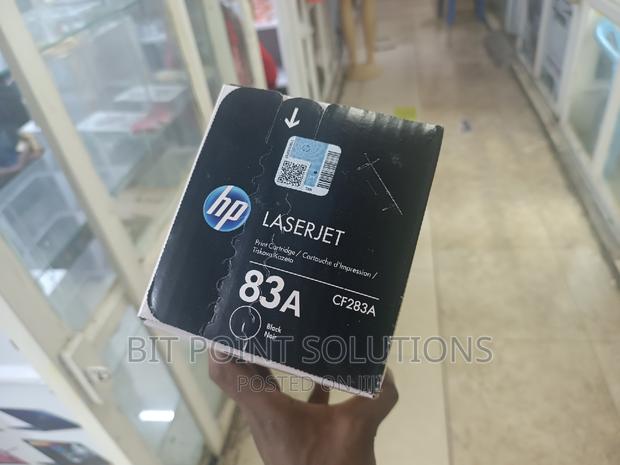 hp
LASERJET
Print Cartridge / Cartouche d'Impression /
83A
CF283A
Black
Noir
BIT POINT SOLUTIONS
POSTED ON JIJI